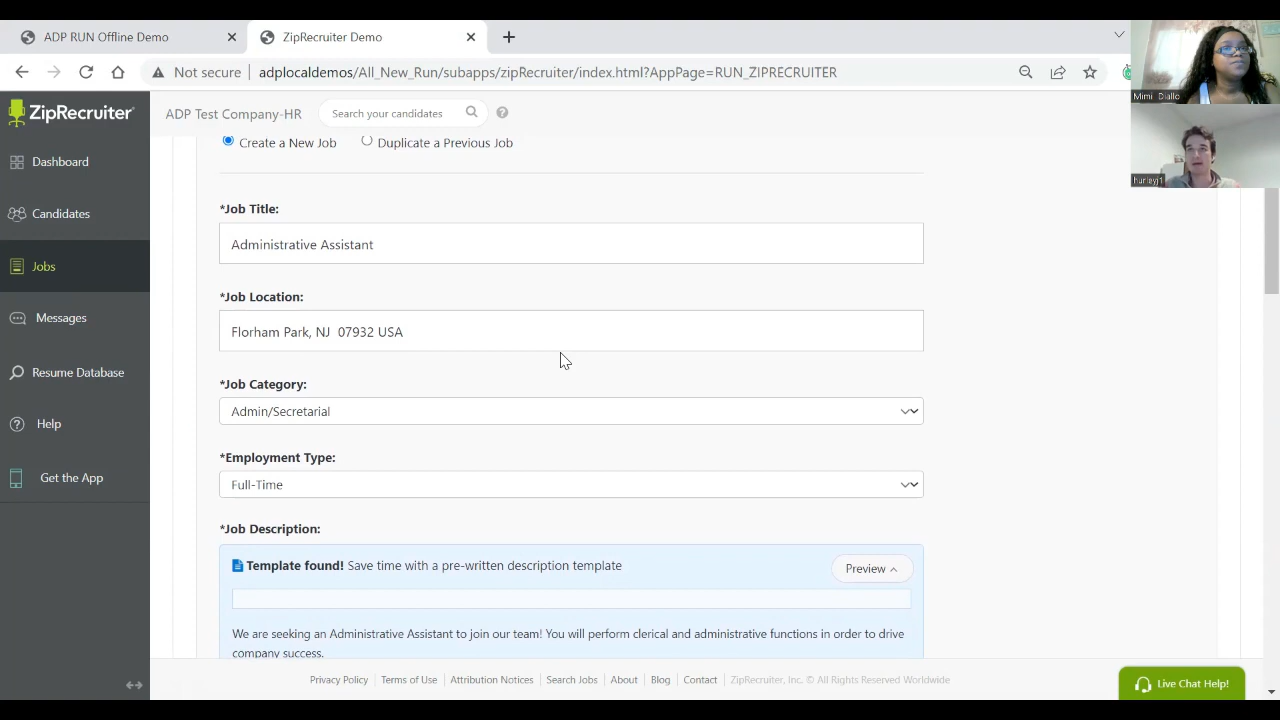 ADP RUN Offline Demo
ZipRecruiter Demo
Not secure
adplocaldemos/All_New_Run/subapps/zipRecruiter/index.html?AppPage=RUN_ZIPRECRUITER
Mimi Diallo
hurleyj1
ZipRecruiter
ADP Test Company-HR
Search your candidates
Dashboard
Candidates
Jobs
Messages
Resume Database
Help
Get the App
Create a New Job
Duplicate a Previous Job
*Job Title:
Administrative Assistant
*Job Location:
Florham Park, NJ 07932 USA
*Job Category:
Admin/Secretarial
*Employment Type:
Full-Time
*Job Description:
Template found! Save time with a pre-written description template
Preview
We are seeking an Administrative Assistant to join our team! You will perform clerical and administrative functions in order to drive
company success.
Privacy Policy
Terms of Use
Attribution Notices
Search Jobs
About
Blog
Contact
ZipRecruiter, Inc. © All Rights Reserved Worldwide
Live Chat Help!